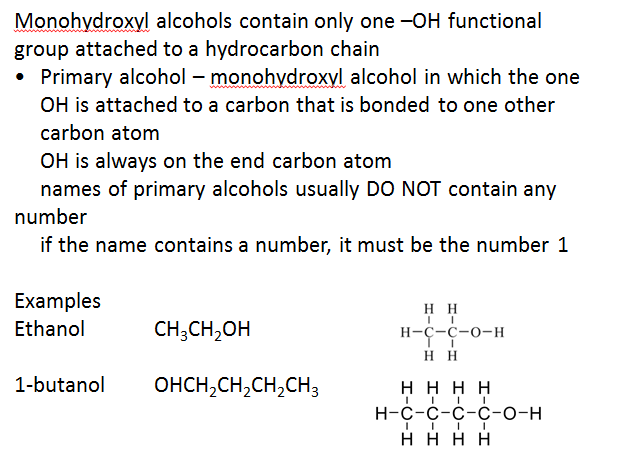 Monohydroxyl alcohols contain only one –OH functional
group attached to a hydrocarbon chain
• Primary alcohol – monohydroxyl alcohol in which the one
OH is attached to a carbon that is bonded to one other
carbon atom
OH is always on the end carbon atom
names of primary alcohols usually DO NOT contain any
number
if the name contains a number, it must be the number 1
Examples
Ethanol CH₃CH₂OH
H H
H-C-C-O-H
H H
1-butanol OHCH₂CH₂CH₂CH₃
H H H H
H-C-C-C-C-O-H
H H H H